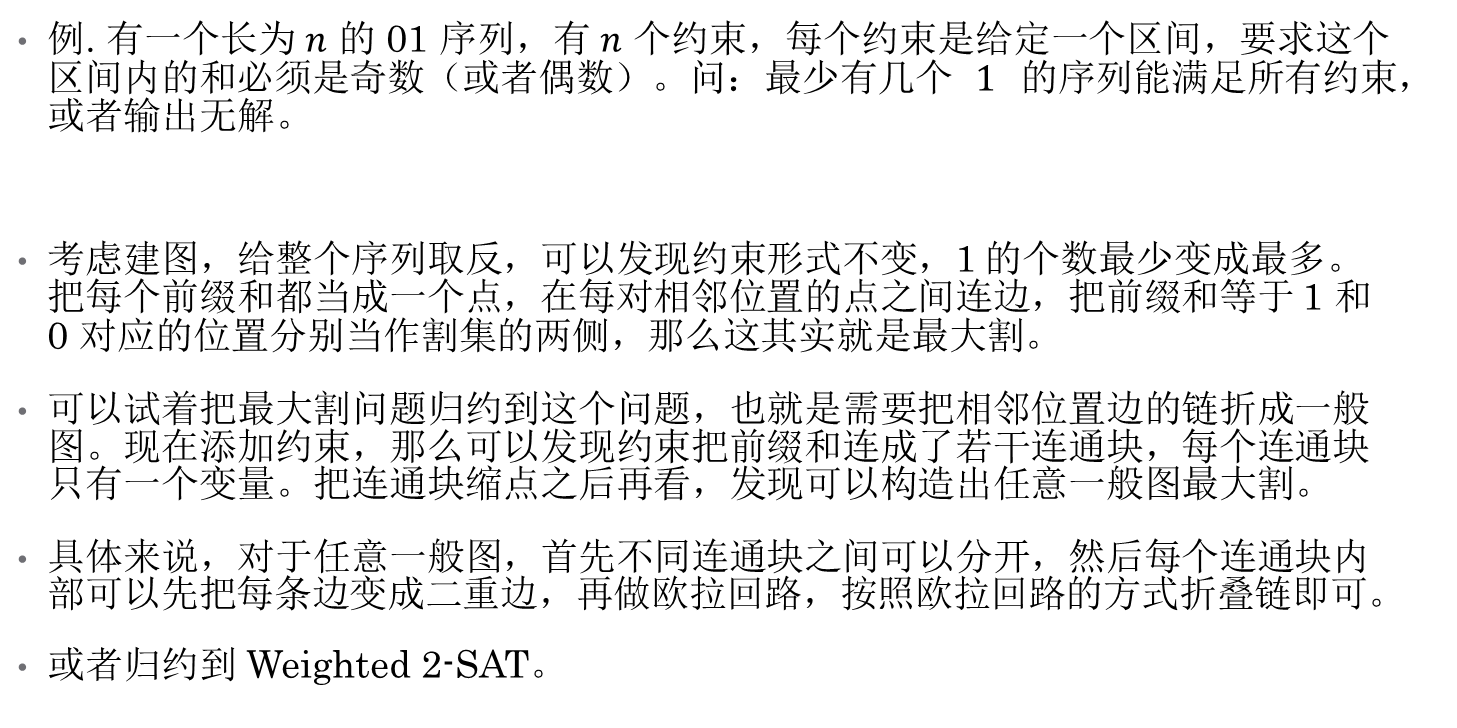 • 例. 有一个长为 n 的 01 序列，有 n 个约束，每个约束是给定一个区间，要求这个
区间内的和必须是奇数（或者偶数）。问：最少有几个 1 的序列能满足所有约束，
或者输出无解。
• 考虑建图，给整个序列取反，可以发现约束形式不变，1 的个数最少变成最多。
把每个前缀和都当成一个点，在每对相邻位置的点之间连边，把前缀和等于 1 和
0 对应的位置分别当作割集的两侧，那么这其实就是最大割。
• 可以试着把最大割问题归约到这个问题，也就是需要把相邻位置边的链折成一般
图。现在添加约束，那么可以发现约束把前缀和连成了若干连通块，每个连通块
只有一个变量。把连通块缩点之后再看，发现可以构造出任意一般图最大割。
• 具体来说，对于任意一般图，首先不同连通块之间可以分开，然后每个连通块内
部可以先把每条边变成二重边，再做欧拉回路，按照欧拉回路的方式折叠链即可。
• 或者归约到 Weighted 2-SAT。